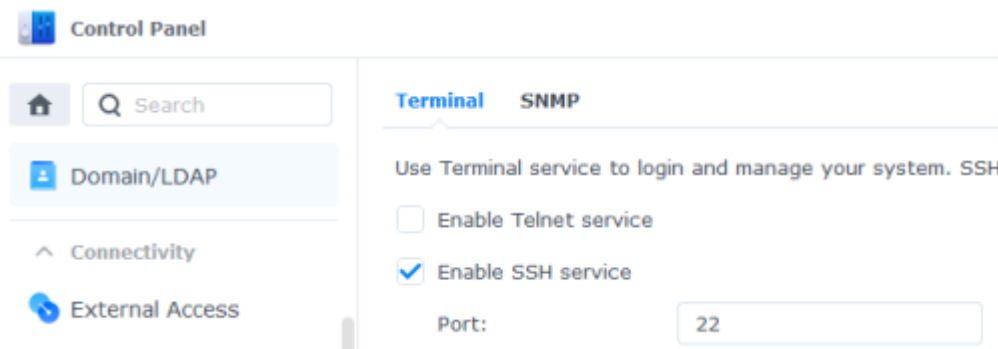 Control Panel
Search
Domain/LDAP
Connectivity
External Access
Terminal SNMP
Use Terminal service to login and manage your system. SSH
Enable Telnet service
Enable SSH service
Port: 22